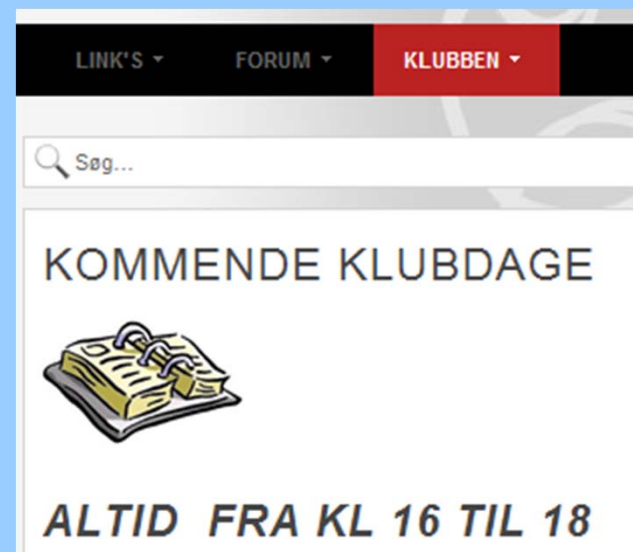 LINK'S FORUM KLUBBEN
Søg...
KOMMENDE KLUBDAGE
ALTID FRA KL 16 TIL 18